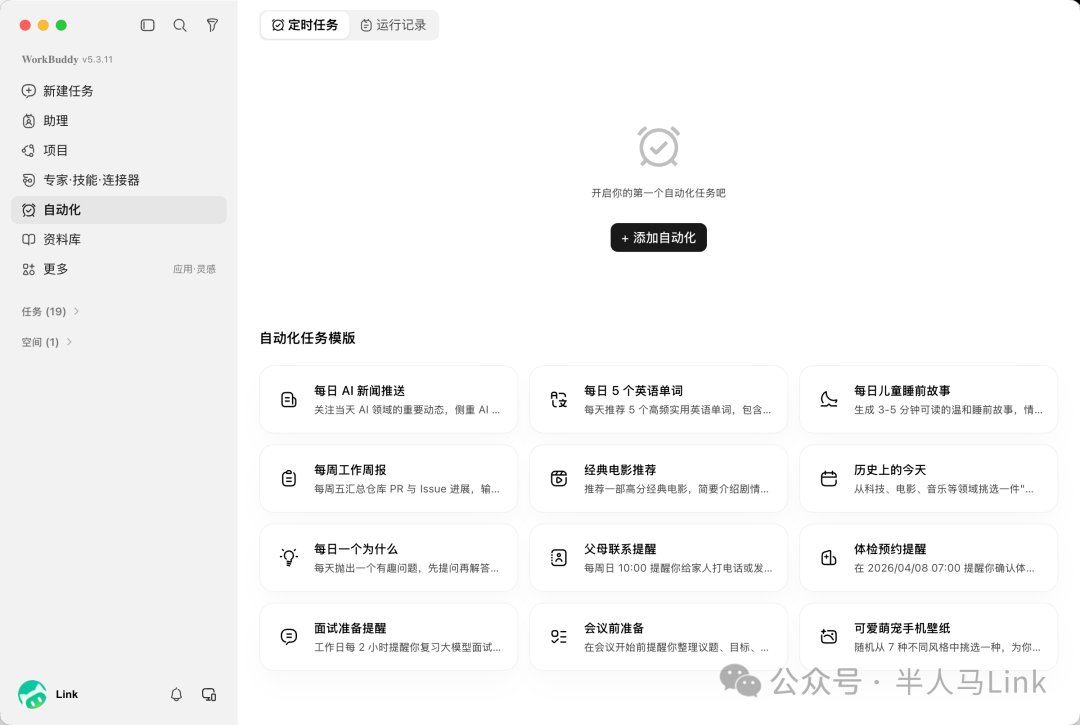 定时任务
运行记录
WorkBuddy v5.3.11
新建任务
助理
项目
专家·技能·连接器
自动化
资料库
更多
应用·灵感
任务 (19)
空间 (1)
Link
开启你的第一个自动化任务吧
+ 添加自动化
自动化任务模版
每日 AI 新闻推送
关注当天 AI 领域的重要动态，侧重 AI ...
每日 5 个英语单词
每天推荐 5 个高频实用英语单词，包含...
每日儿童睡前故事
生成 3-5 分钟可读的温和睡前故事，情...
每周工作周报
每周五汇总仓库 PR 与 Issue 进展，输...
经典电影推荐
推荐一部高分经典电影，简要介绍剧情...
历史上的今天
从科技、电影、音乐等领域挑选一件"...
每日一个为什么
每天抛出一个有趣问题，先提问再解答...
父母联系提醒
每周日 10:00 提醒你给家人打电话或发...
体检预约提醒
在 2026/04/08 07:00 提醒你确认体...
面试准备提醒
工作日每 2 小时提醒你复习大模型面试...
会议前准备
在会议开始前提醒你整理议题、目标、...
可爱萌宠手机壁纸
随机从 7 种不同风格中挑选一种，为你...
公众号 · 半人马Link